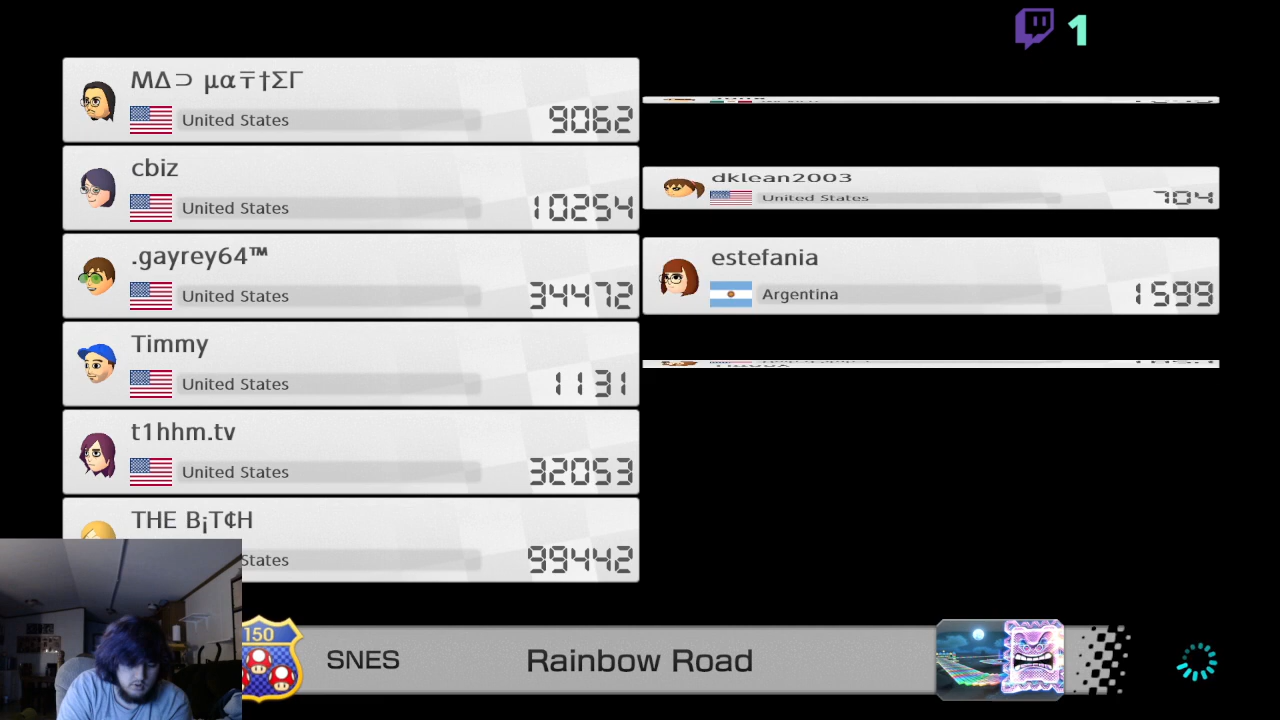 1
M∆⊃ µα〒†ΣΓ
United States
9062
cbiz
United States
10254
.gayrey64™
United States
34472
Timmy
United States
1131
t1hhm.tv
United States
32053
THE B¡T¢H
States
99442
dklean2003
United States
704
estefania
Argentina
1599
150
SNES
Rainbow Road